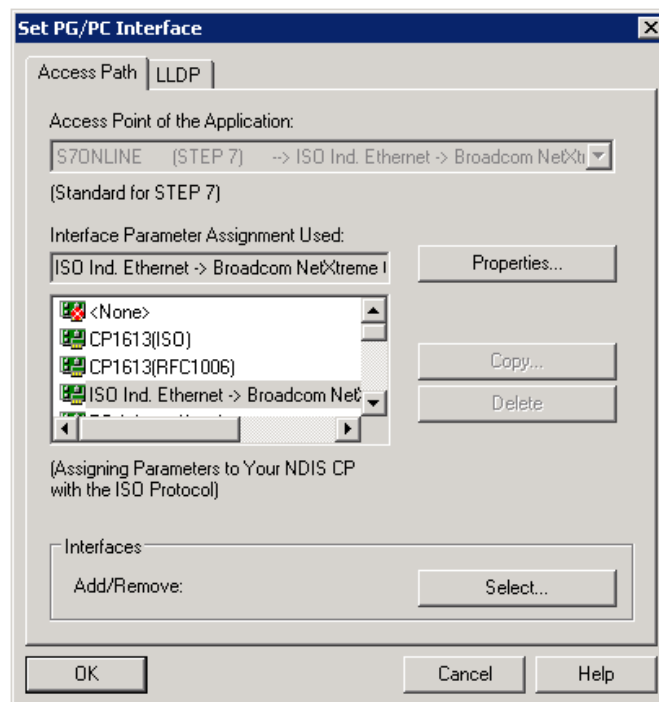 Set PG/PC Interface
Access Path
LLDP
Access Point of the Application:
S7ONLINE (STEP 7) --> ISO Ind. Ethernet -> Broadcom NetXt
(Standard for STEP 7)
Interface Parameter Assignment Used:
ISO Ind. Ethernet -> Broadcom NetXtreme
Properties...
<None>
CP1613(ISO)
CP1613(RFC1006)
ISO Ind. Ethernet -> Broadcom Net
Copy...
Delete
(Assigning Parameters to Your NDIS CP
with the ISO Protocol)
Interfaces
Add/Remove:
Select...
OK
Cancel
Help